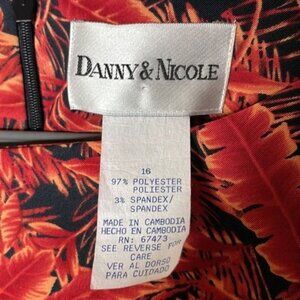 DANNY & NICOLE
16
97% POLYESTER
POLIESTER
3% SPANDEX/
SPANDEX
MADE IN CAMBODIA
HECHO EN CAMBODIA
RN: 67473
SEE REVERSE FOR
CARE
VER AL DORSO
PARA CUIDADO